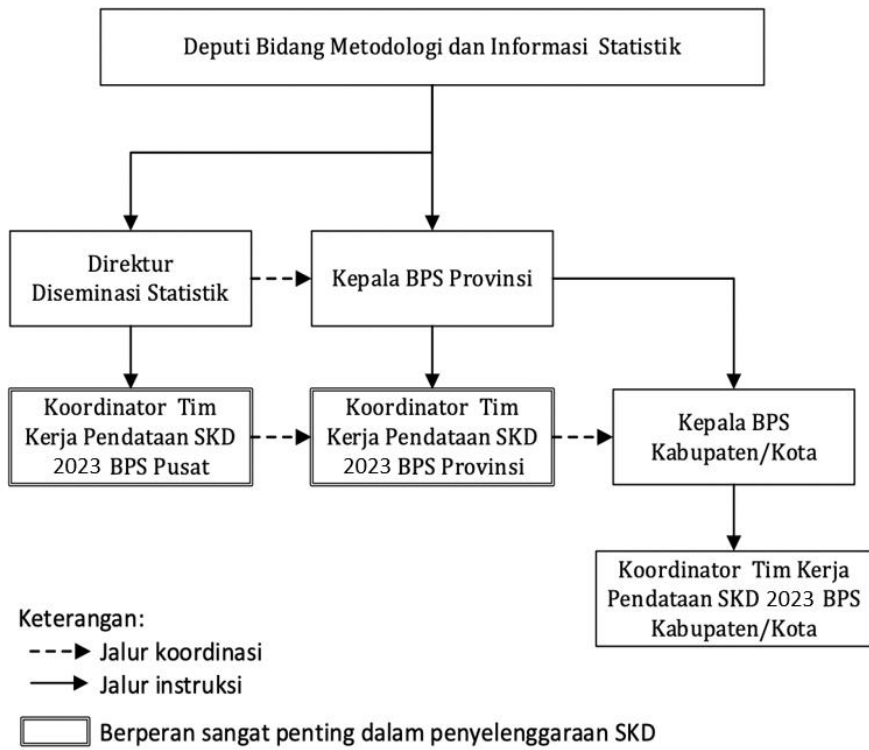 Deputi Bidang Metodologi dan Informasi Statistik
Direktur
Diseminasi Statistik
Kepala BPS Provinsi
Koordinator Tim
Kerja Pendataan SKD
2023 BPS Pusat
Koordinator Tim
Kerja Pendataan SKD
2023 BPS Provinsi
Kepala BPS
Kabupaten/Kota
Koordinator Tim Kerja
Pendataan SKD 2023 BPS
Kabupaten/Kota
Keterangan:
Jalur koordinasi
Jalur instruksi
Berperan sangat penting dalam penyelenggaraan SKD